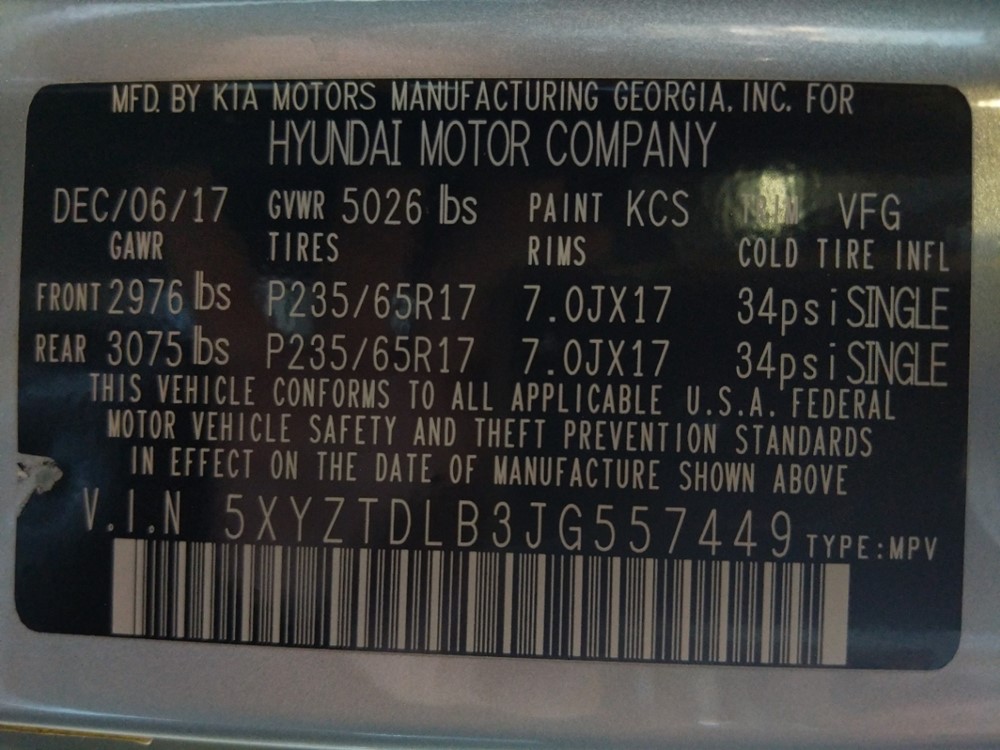 MFD. BY KIA MOTORS MANUFACTURING GEORGIA, INC. FOR
HYUNDAI MOTOR COMPANY
DEC/06/17 GVWR 5026 lbs PAINT KCS TRIM VFG
GAWR TIRES RIMS COLD TIRE INFL
FRONT 2976 lbs P235/65R17 7.0JX17 34psi SINGLE
REAR 3075 lbs P235/65R17 7.0JX17 34psi SINGLE
THIS VEHICLE CONFORMS TO ALL APPLICABLE U.S.A. FEDERAL
MOTOR VEHICLE SAFETY AND THEFT PREVENTION STANDARDS
IN EFFECT ON THE DATE OF MANUFACTURE SHOWN ABOVE
V.I.N 5XYZTDLB3JG557449 TYPE:MPV